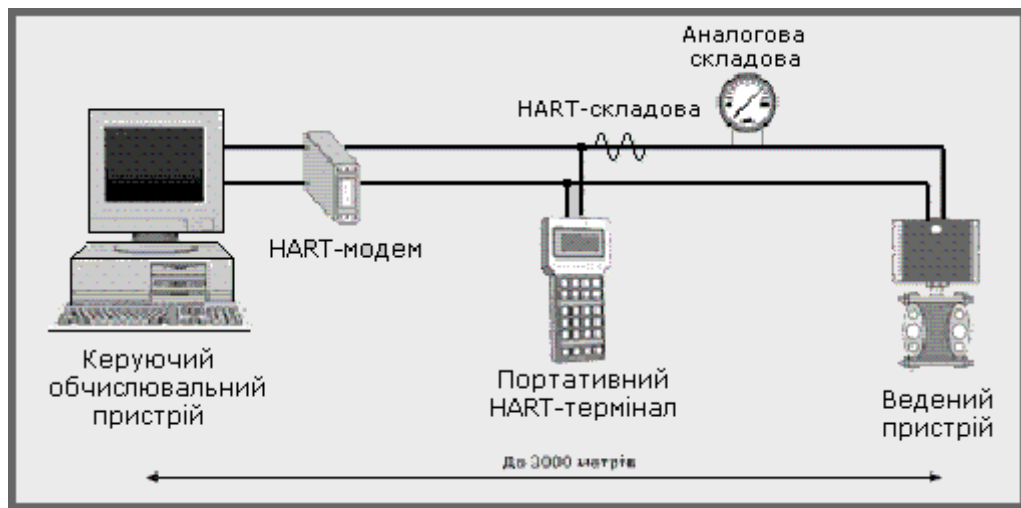 Аналогова
складова
HART-складова
HART-модем
Керуючий
обчислювальний
пристрій
Портативний
HART-термінал
Ведений
пристрій
До 3000 метрів